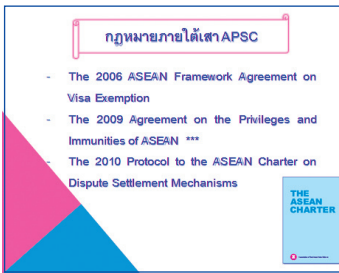 กฎหมายภายใต้เสา APSC
- The 2006 ASEAN Framework Agreement on
Visa Exemption
- The 2009 Agreement on the Privileges and
Immunities of ASEAN ***
- The 2010 Protocol to the ASEAN Charter on
Dispute Settlement Mechanisms
THE
ASEAN
CHARTER